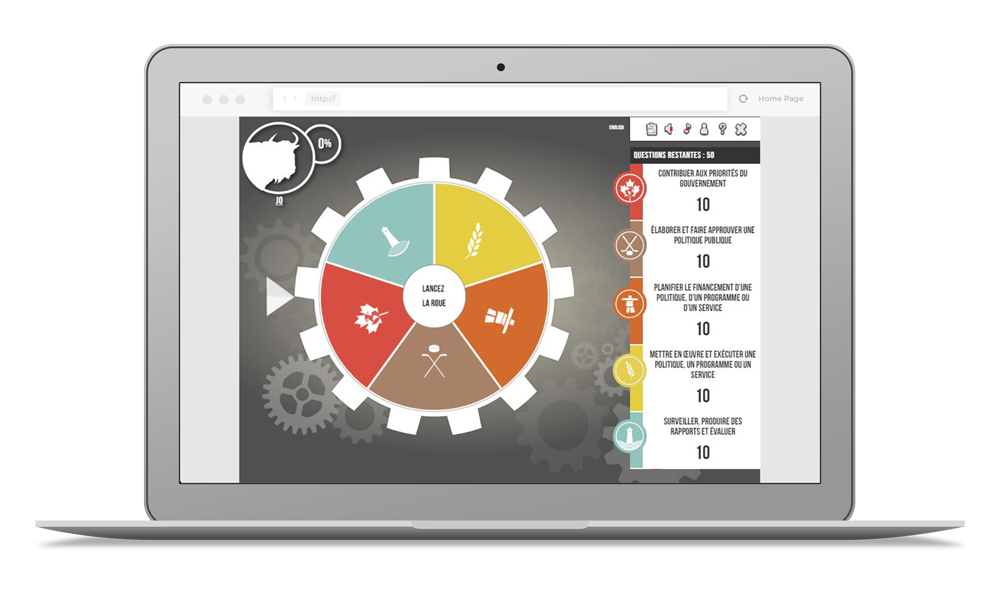 http://
Home Page
0%
JO
ENGLISH
LANCEZ
LA ROUE
QUESTIONS RESTANTES : 50
CONTRIBUER AUX PRIORITÉS DU
GOUVERNEMENT
10
ÉLABORER ET FAIRE APPROUVER UNE
POLITIQUE PUBLIQUE
10
PLANIFIER LE FINANCEMENT D'UNE
POLITIQUE, D'UN PROGRAMME OU
D'UN SERVICE
10
METTRE EN ŒUVRE ET EXÉCUTER UNE
POLITIQUE, UN PROGRAMME OU UN
SERVICE
10
SURVEILLER, PRODUIRE DES
RAPPORTS ET ÉVALUER
10